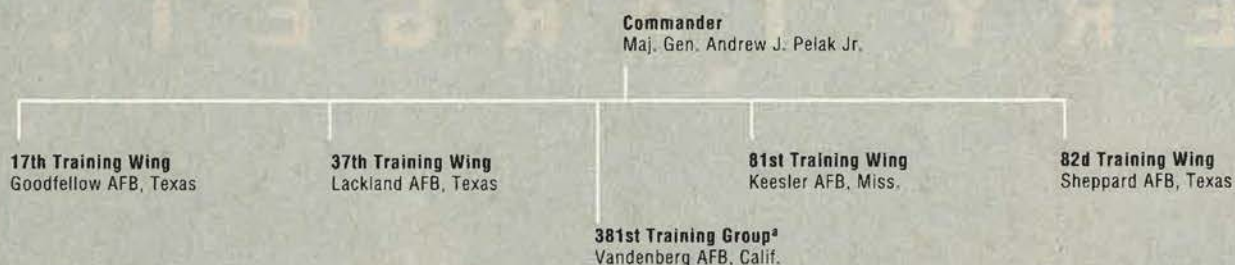 Commander
Maj. Gen. Andrew J. Pelak Jr.
17th Training Wing
Goodfellow AFB, Texas
37th Training Wing
Lackland AFB, Texas
81st Training Wing
Keesler AFB, Miss.
82d Training Wing
Sheppard AFB, Texas
381st Training Groupª
Vandenberg AFB, Calif.